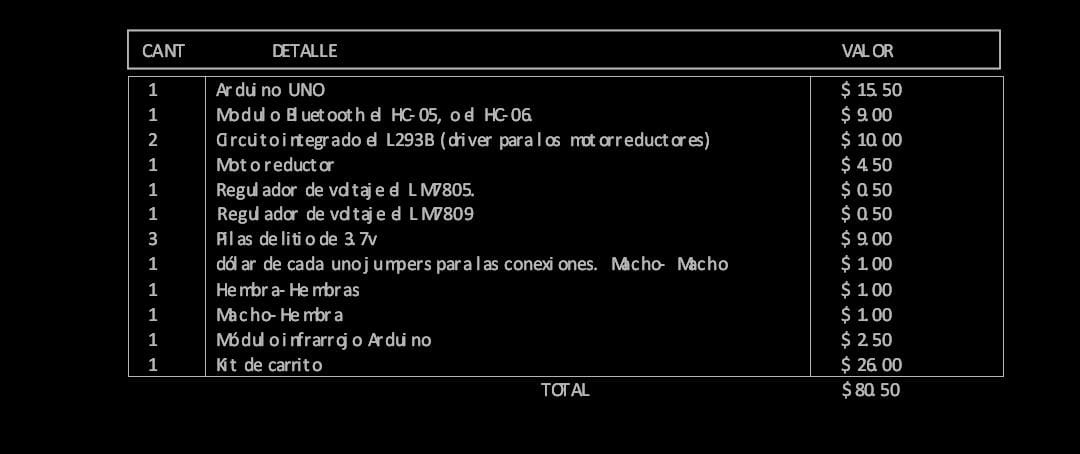 CANT DETALLE VALOR
1 Arduino UNO $ 15.50
1 Modulo Bluetooth el HC-05, o el HC-06. $ 9.00
2 Circuito integrado el L293B (driver para los motorreductores) $ 10.00
1 Motoreductor $ 4.50
1 Regulador de voltaje el LM7805. $ 0.50
1 Regulador de voltaje el LM7809 $ 0.50
3 Pilas de litio de 3.7v $ 9.00
1 dólar de cada uno jumpers para las conexiones. Macho- Macho $ 1.00
1 Hembra-Hembras $ 1.00
1 Macho-Hembra $ 1.00
1 Módulo infrarrojo Arduino $ 2.50
1 Kit de carrito $ 26.00
TOTAL $ 80.50